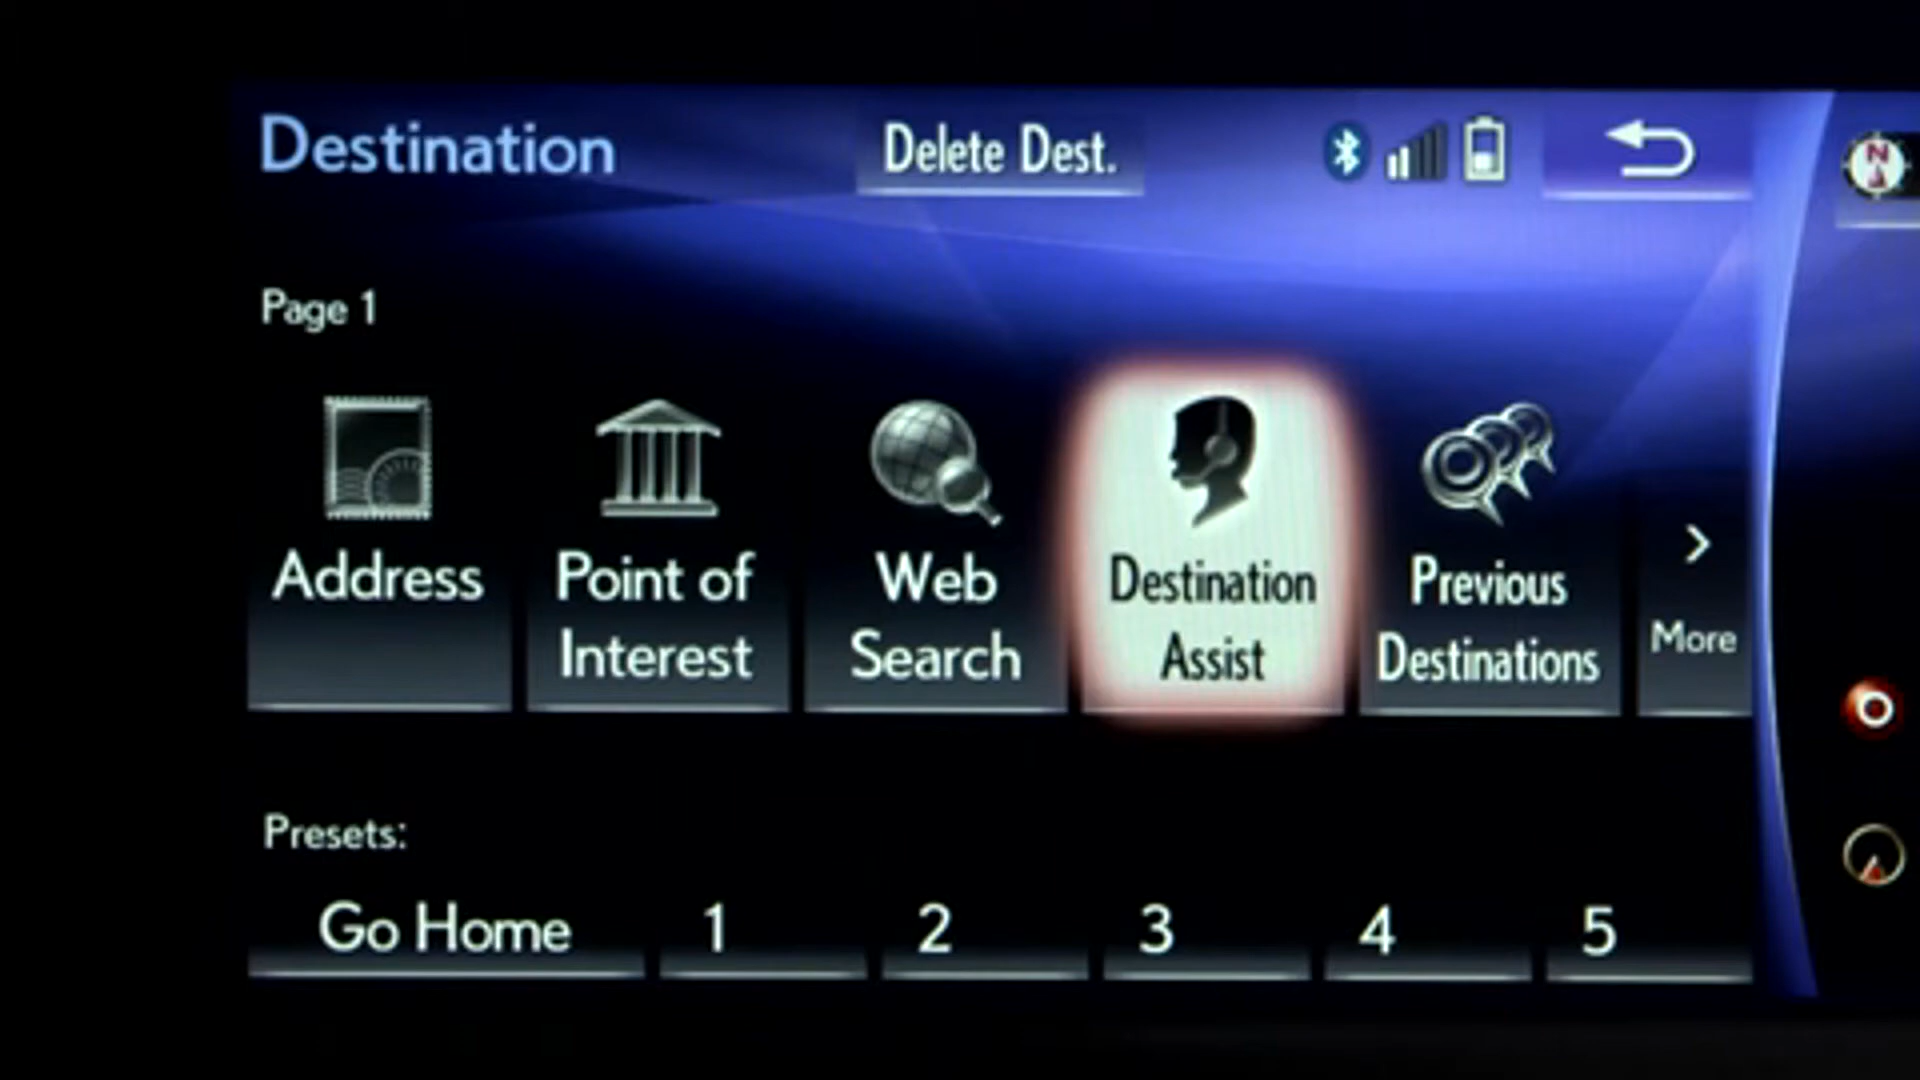 Destination
Delete Dest.
N
Page 1
Address
Point of
Interest
Web
Search
Destination
Assist
Previous
Destinations
More
Presets:
Go Home
1
2
3
4
5